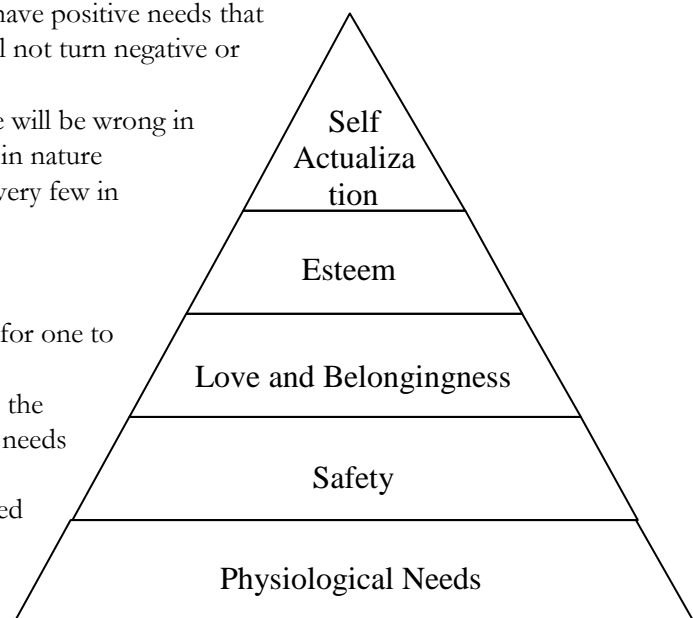 have positive needs that
l not turn negative or
e will be wrong in
in nature
very few in
for one to
the
needs
ed
Self
Actualiza
tion
Esteem
Love and Belongingness
Safety
Physiological Needs